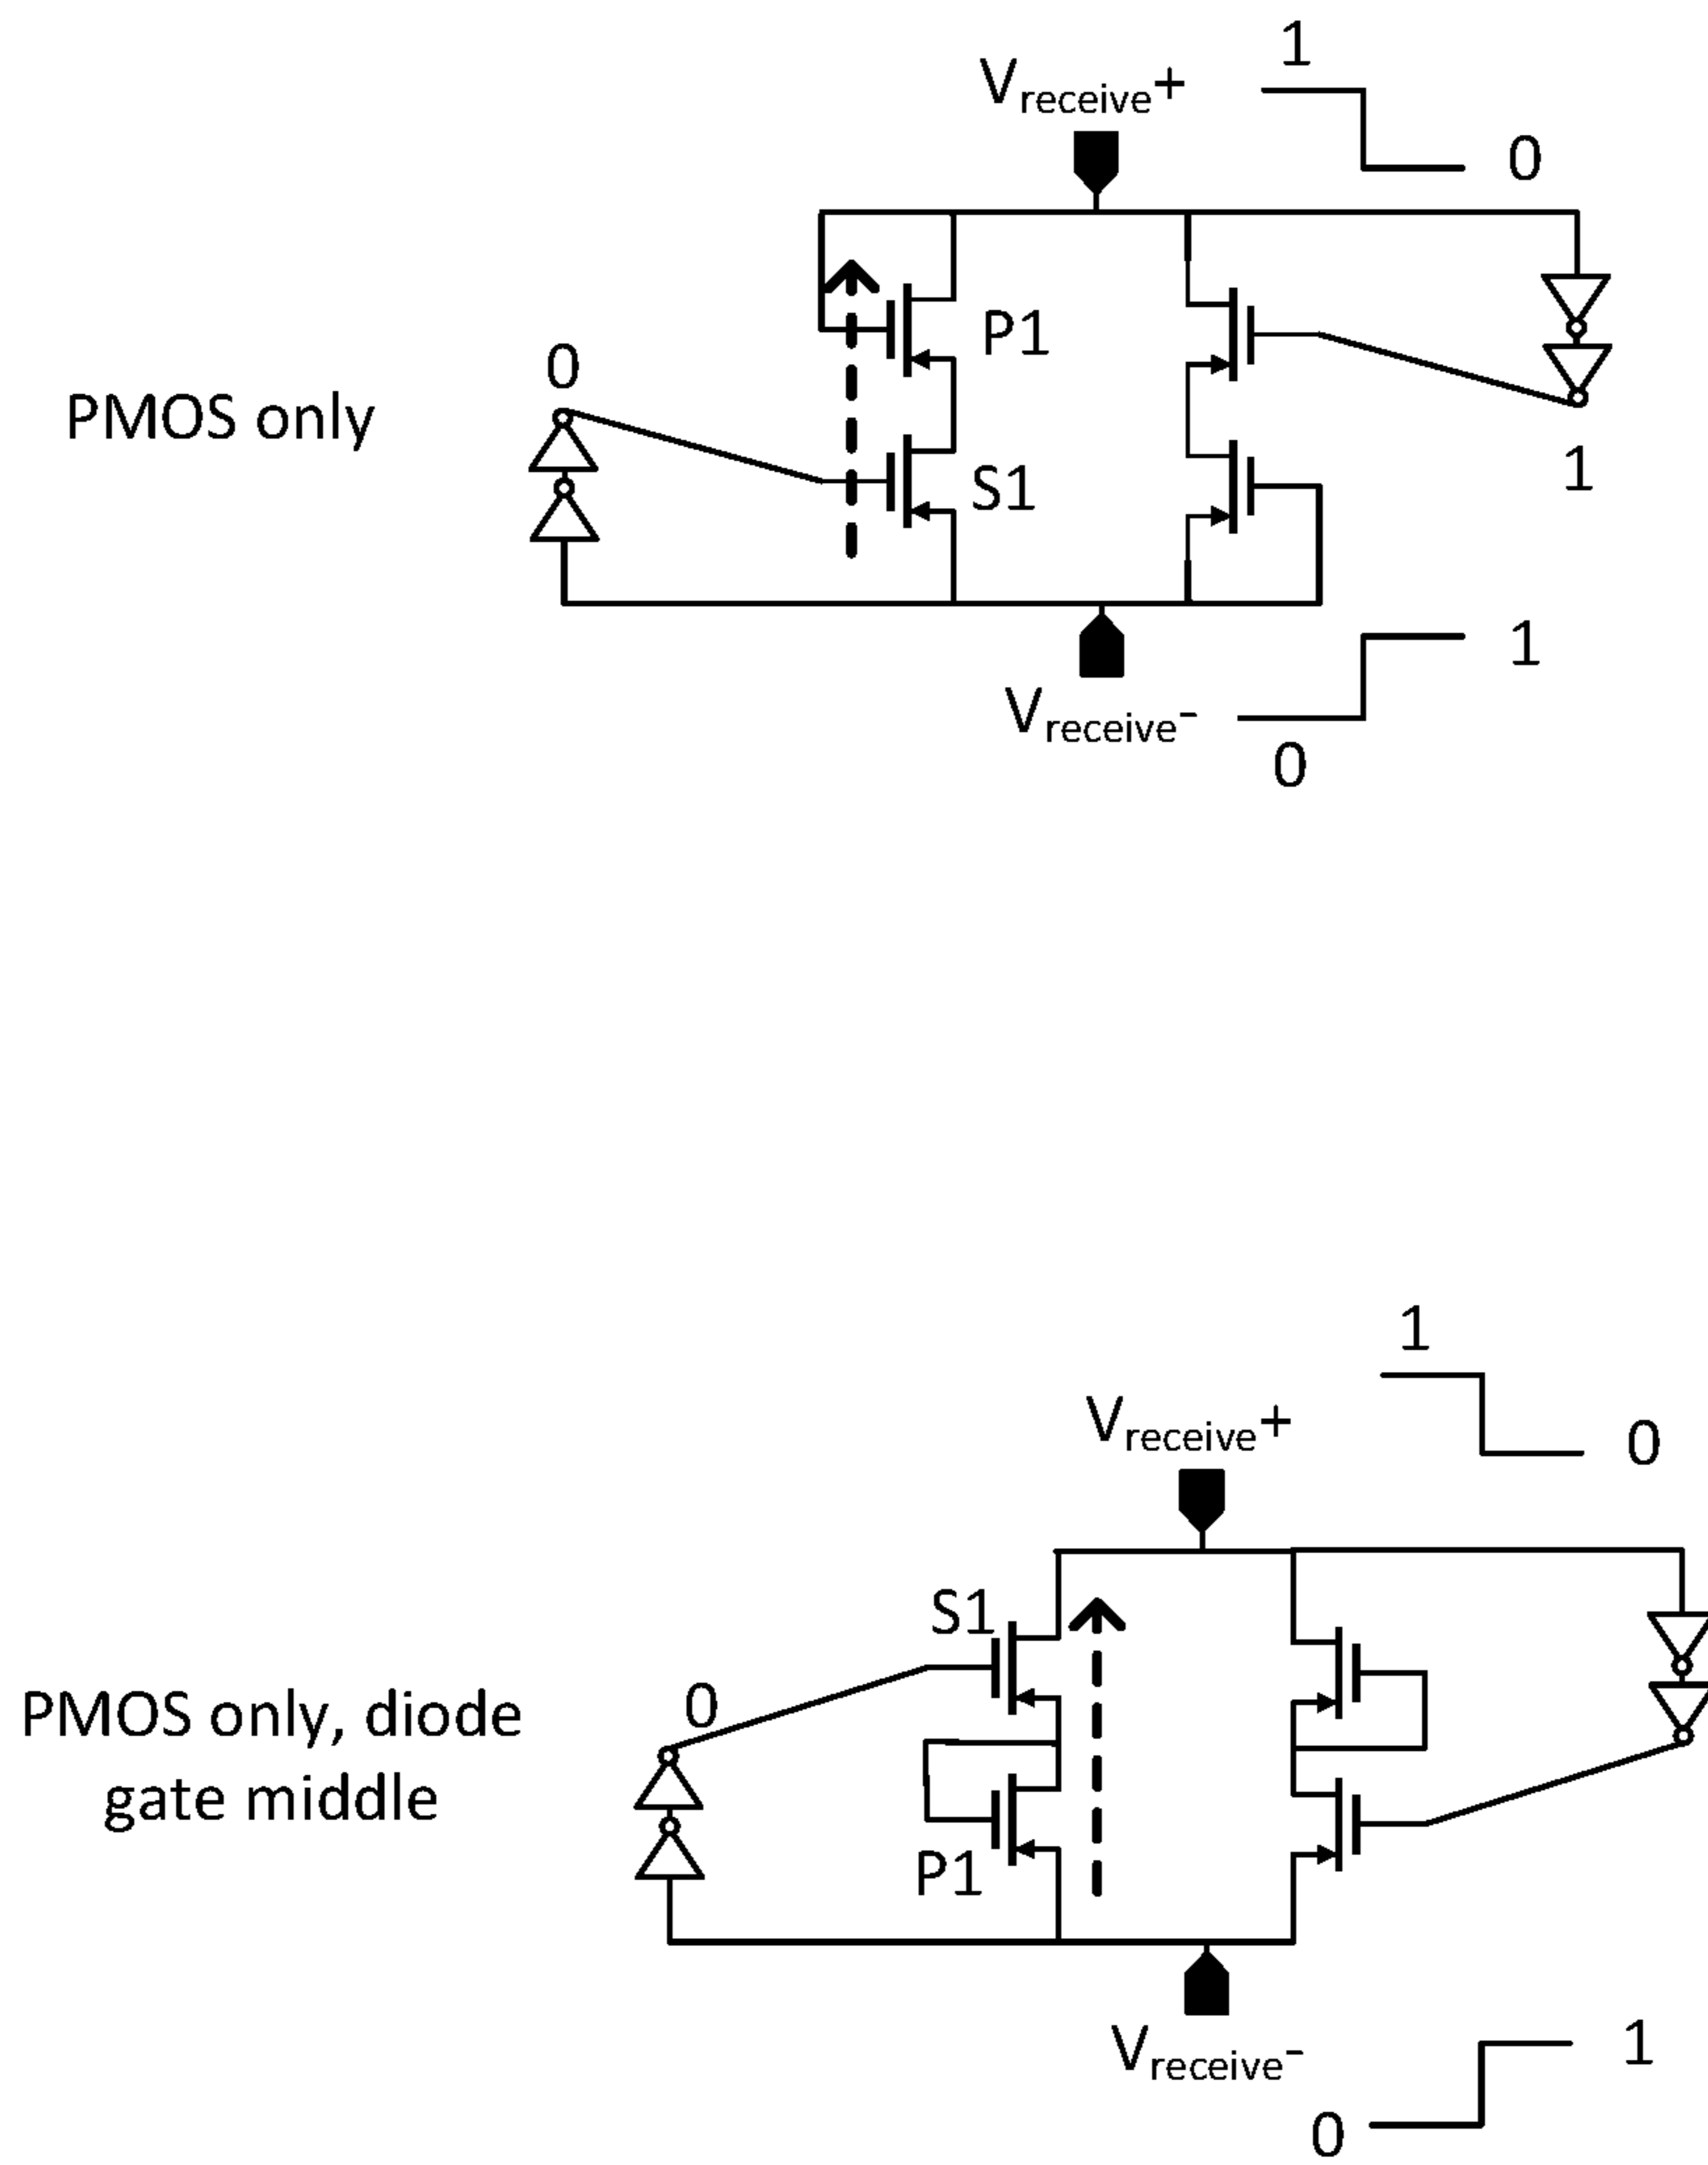 1
Vreceive+
0
P1
0
PMOS only
1
S1
1
Vreceive-
0
1
Vreceive+
0
S1
0
PMOS only, diode
gate middle
P1
1
Vreceive-
0